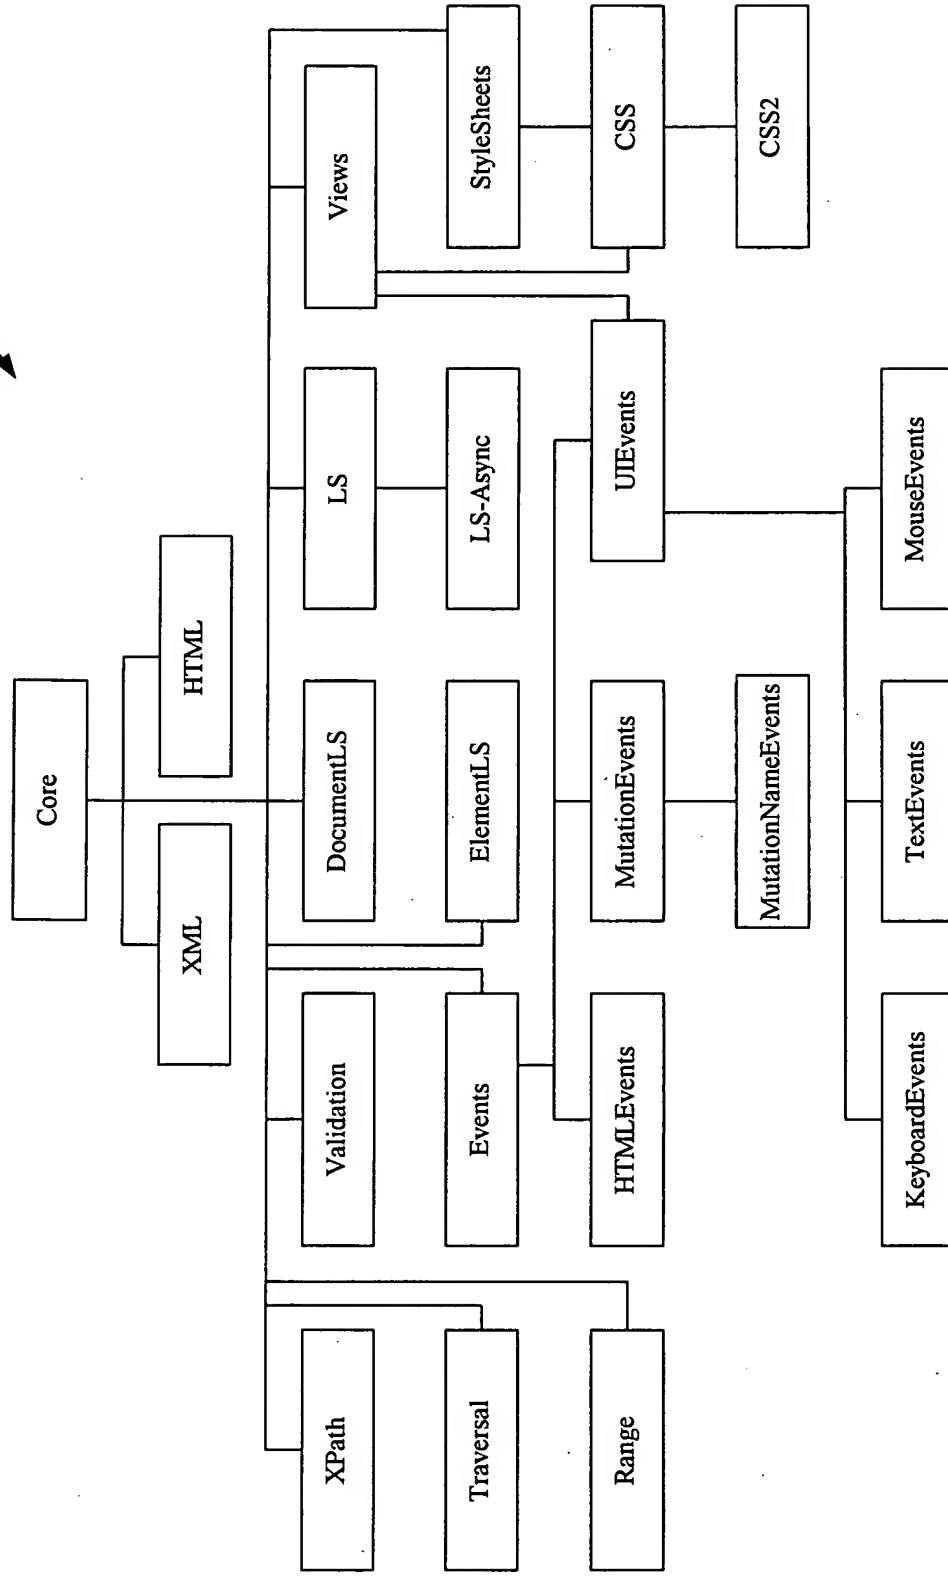 Core
XML
HTML
XPath
Validation
DocumentLS
LS
Views
Traversal
Events
ElementLS
LS-Async
StyleSheets
Range
HTMLEvents
MutationEvents
UIEvents
CSS
MutationNameEvents
CSS2
KeyboardEvents
TextEvents
MouseEvents